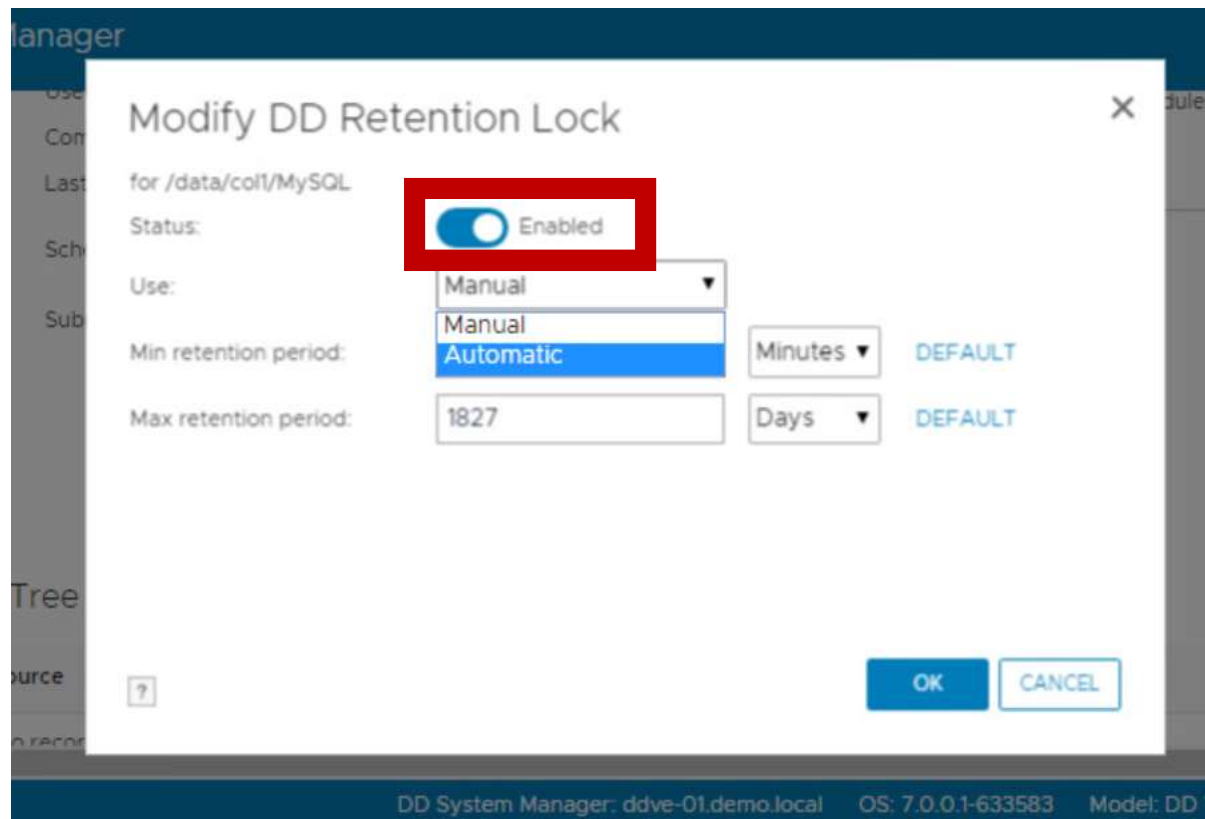 Manager
Modify DD Retention Lock
for /data/col1/MySQL
Status: Enabled
Use: Manual
Manual
Automatic
Min retention period: Minutes DEFAULT
Max retention period: 1827 Days DEFAULT
Tree
?
OK CANCEL
DD System Manager: ddve-01.demo.local OS: 7.0.0.1-633583 Model: DD